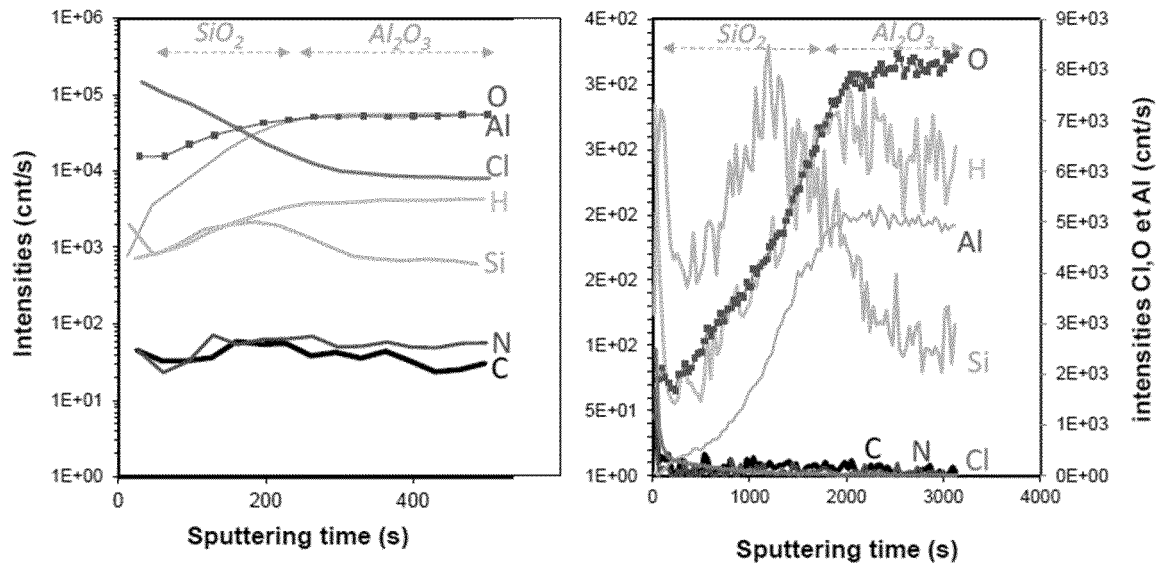 1E+06
1E+05
1E+04
1E+03
1E+02
1E+01
1E+00
Intensities (cnt/s)
SiO2
Al2O3
O
Al
Cl
H
Si
N
C
0
200
400
Sputtering time (s)
4E+02
3E+02
3E+02
2E+02
2E+02
1E+02
5E+01
1E+00
SiO2
Al2O3
O
H
Al
Si
C
N
Cl
9E+03
8E+03
7E+03
6E+03
5E+03
4E+03
3E+03
2E+03
1E+03
0E+00
intensities Cl,O et Al (cnt/s)
0
1000
2000
3000
4000
Sputtering time (s)